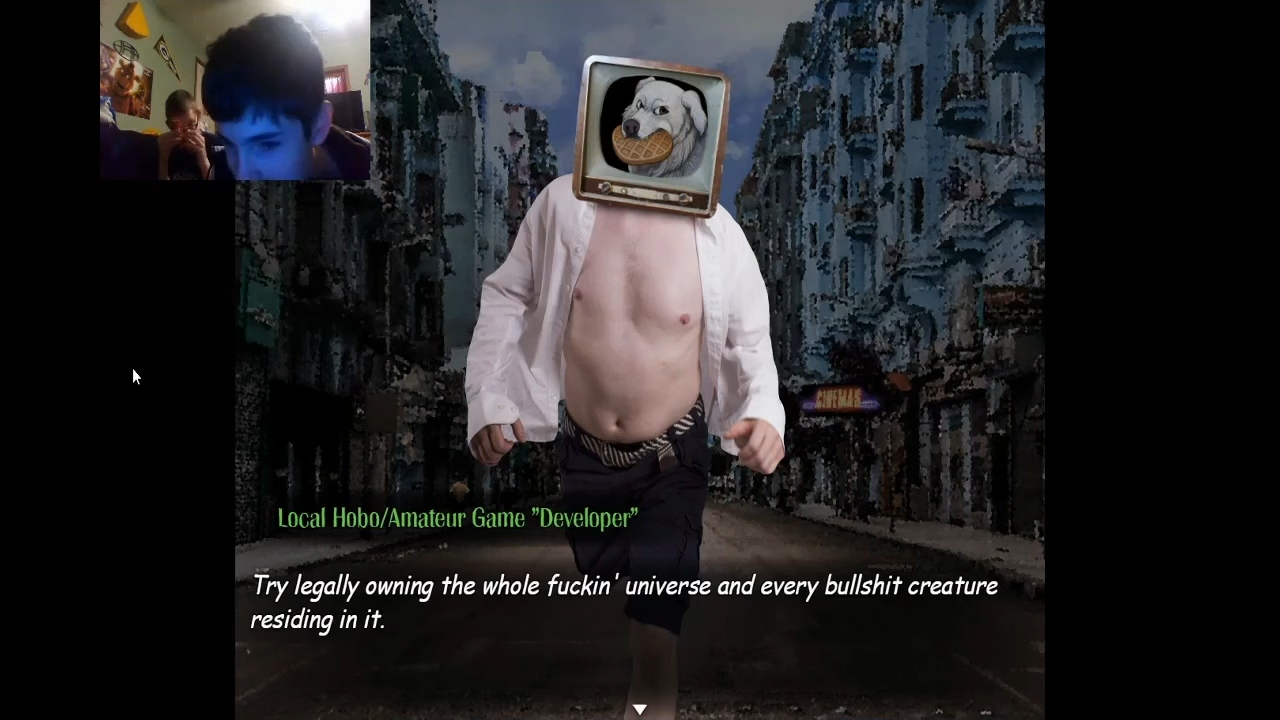 CINEMAS
Local Hobo/Amateur Game "Developer"
Try legally owning the whole fuckin' universe and every bullshit creature
residing in it.